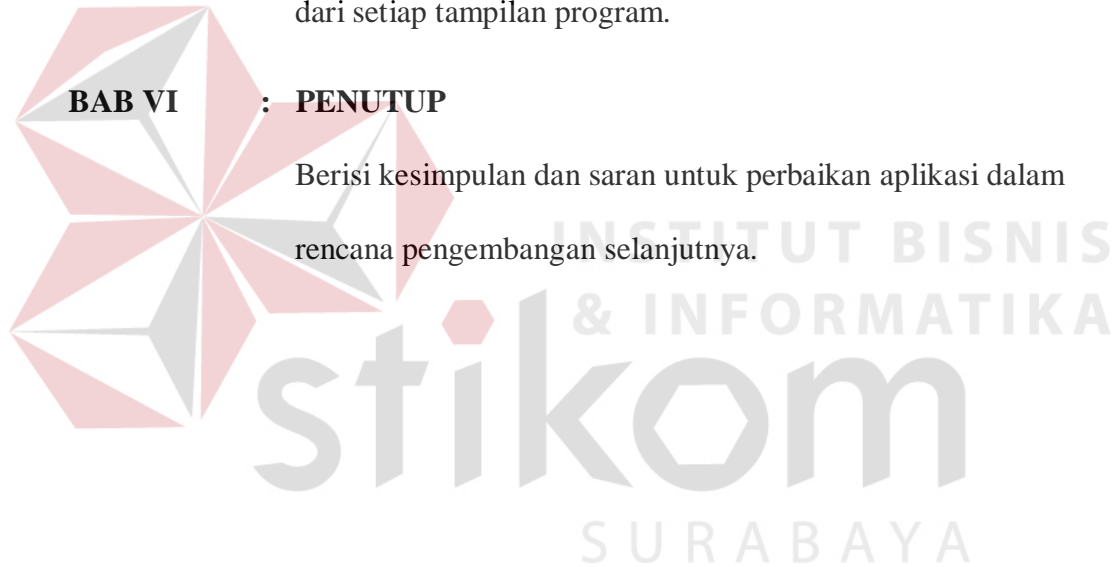 dari setiap tampilan program.
BAB VI : PENUTUP
Berisi kesimpulan dan saran untuk perbaikan aplikasi dalam
rencana pengembangan selanjutnya.
INSTITUT BISNIS
& INFORMATIKA
stikom
SURABAYA